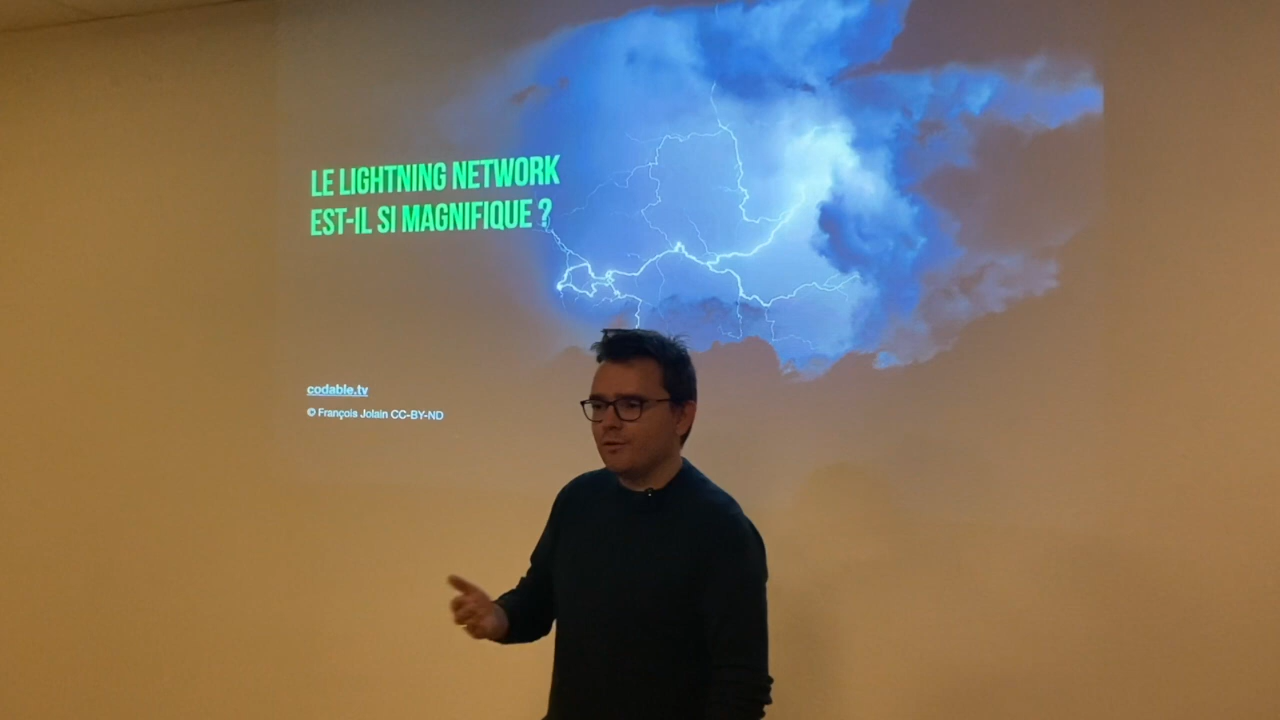 LE LIGHTNING NETWORK
EST-IL SI MAGNIFIQUE ?
codable.tv
© François Jolain CC-BY-ND